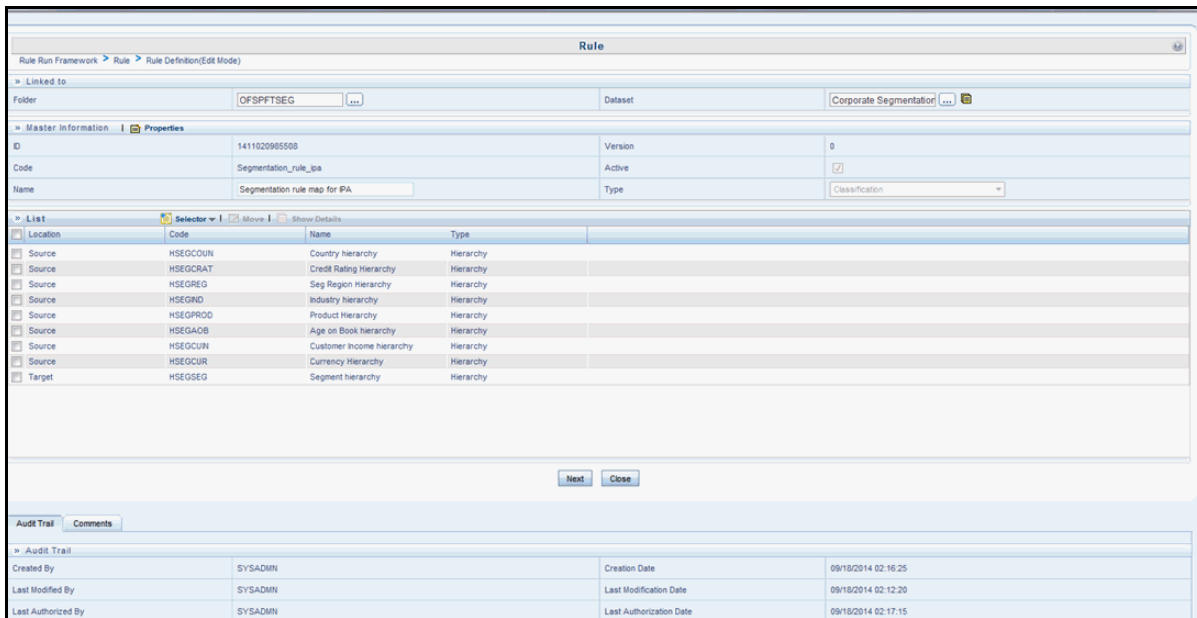 Rule
Rule Run Framework > Rule > Rule Definition(Edit Mode)
» Linked to
Folder OFSPFTSEG ... Dataset Corporate Segmentation ...
» Master Information | Properties
ID 1411020985508 Version 0
Code Segmentation_rule_ipa Active
Name Segmentation rule map for IPA Type Classification
» List Selector | Move | Show Details
Location Code Name Type
Source HSEGCOUN Country hierarchy Hierarchy
Source HSEGCRAT Credit Rating Hierarchy Hierarchy
Source HSEGREG Seg Region Hierarchy Hierarchy
Source HSEGIND Industry hierarchy Hierarchy
Source HSEGPROD Product Hierarchy Hierarchy
Source HSEGAOB Age on Book hierarchy Hierarchy
Source HSEGCUIN Customer Income hierarchy Hierarchy
Source HSEGCUR Currency Hierarchy Hierarchy
Target HSEGSEG Segment hierarchy Hierarchy
Next Close
Audit Trail Comments
» Audit Trail
Created By SYSADMN Creation Date 09/18/2014 02:16:25
Last Modified By SYSADMN Last Modification Date 09/18/2014 02:12:20
Last Authorized By SYSADMN Last Authorization Date 09/18/2014 02:17:15